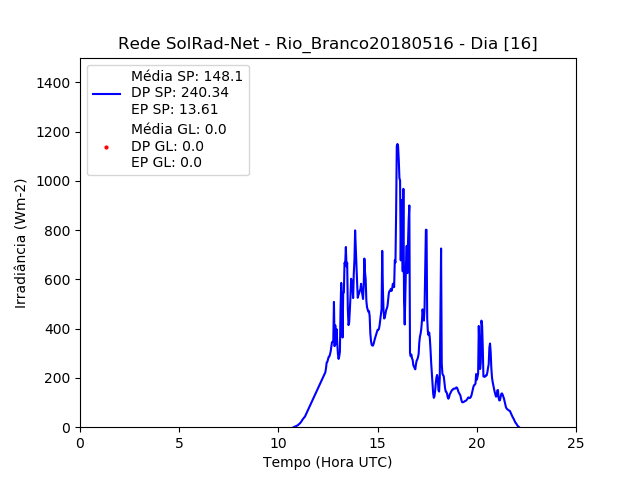 Rede SolRad-Net - Rio_Branco20180516 - Dia [16]
Média SP: 148.1
DP SP: 240.34
EP SP: 13.61
Média GL: 0.0
DP GL: 0.0
EP GL: 0.0
1400
1200
1000
800
600
400
200
0
Irradiância (Wm-2)
0 5 10 15 20 25
Tempo (Hora UTC)